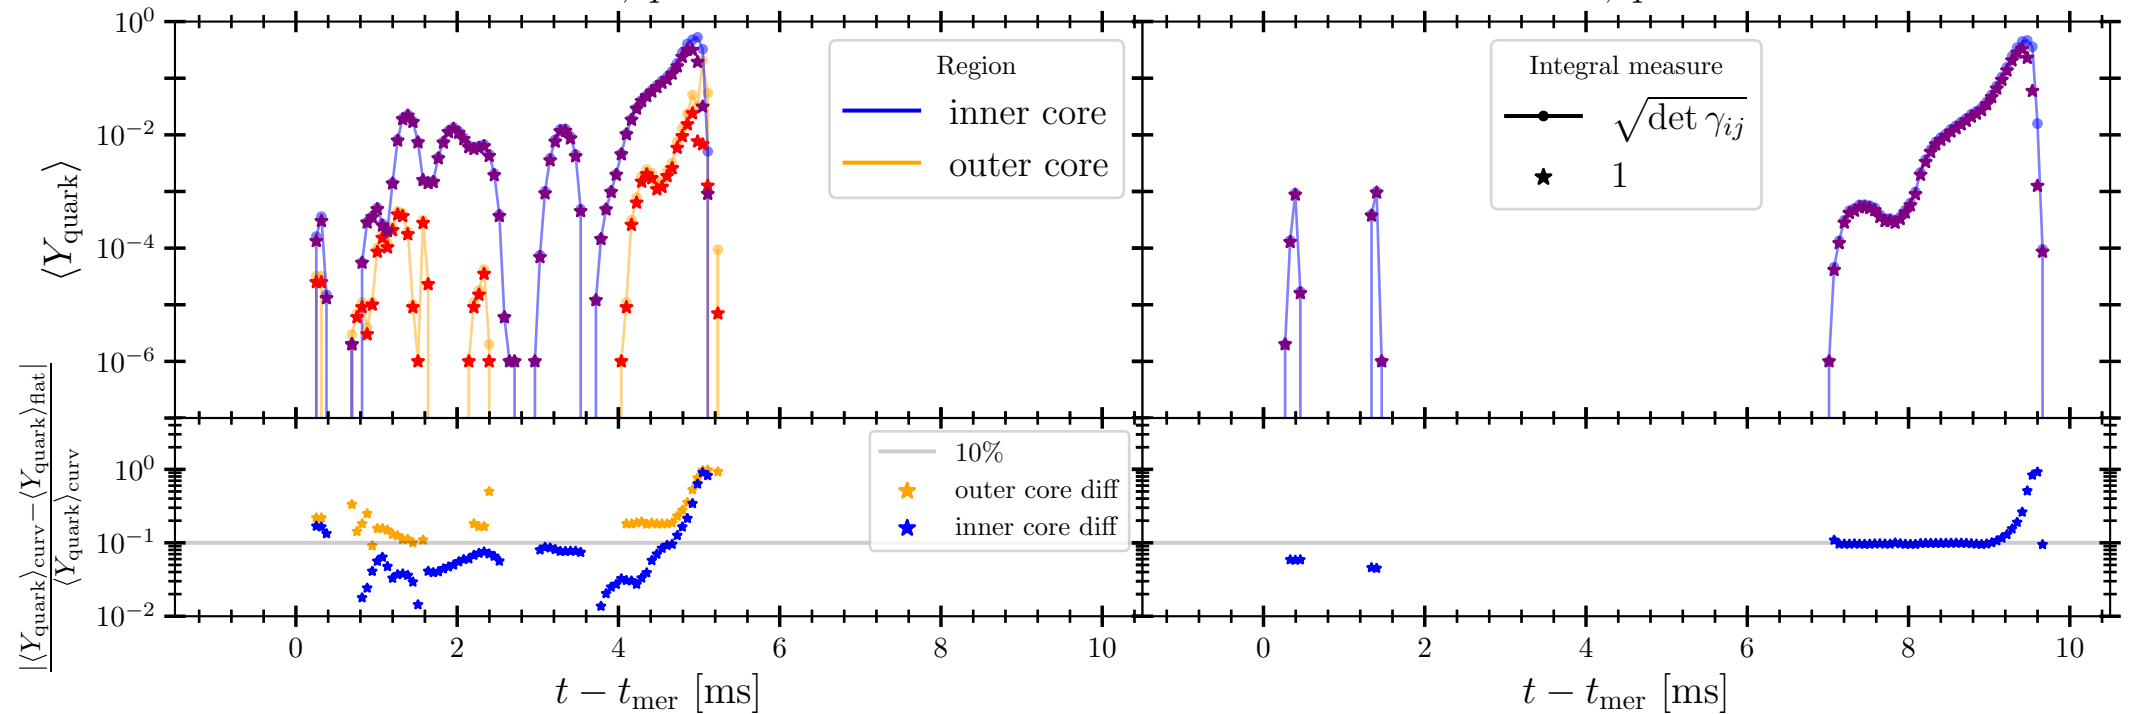 ⟨Y_quark⟩
10^0
10^−2
10^−4
10^−6
Region
inner core
outer core
Integral measure
√det γ_ij
1
|⟨Y_quark⟩_curv − ⟨Y_quark⟩_flat|
⟨Y_quark⟩_curv
10^0
10^−1
10^−2
10%
outer core diff
inner core diff
0 2 4 6 8 10
0 2 4 6 8 10
t − t_mer [ms]
t − t_mer [ms]